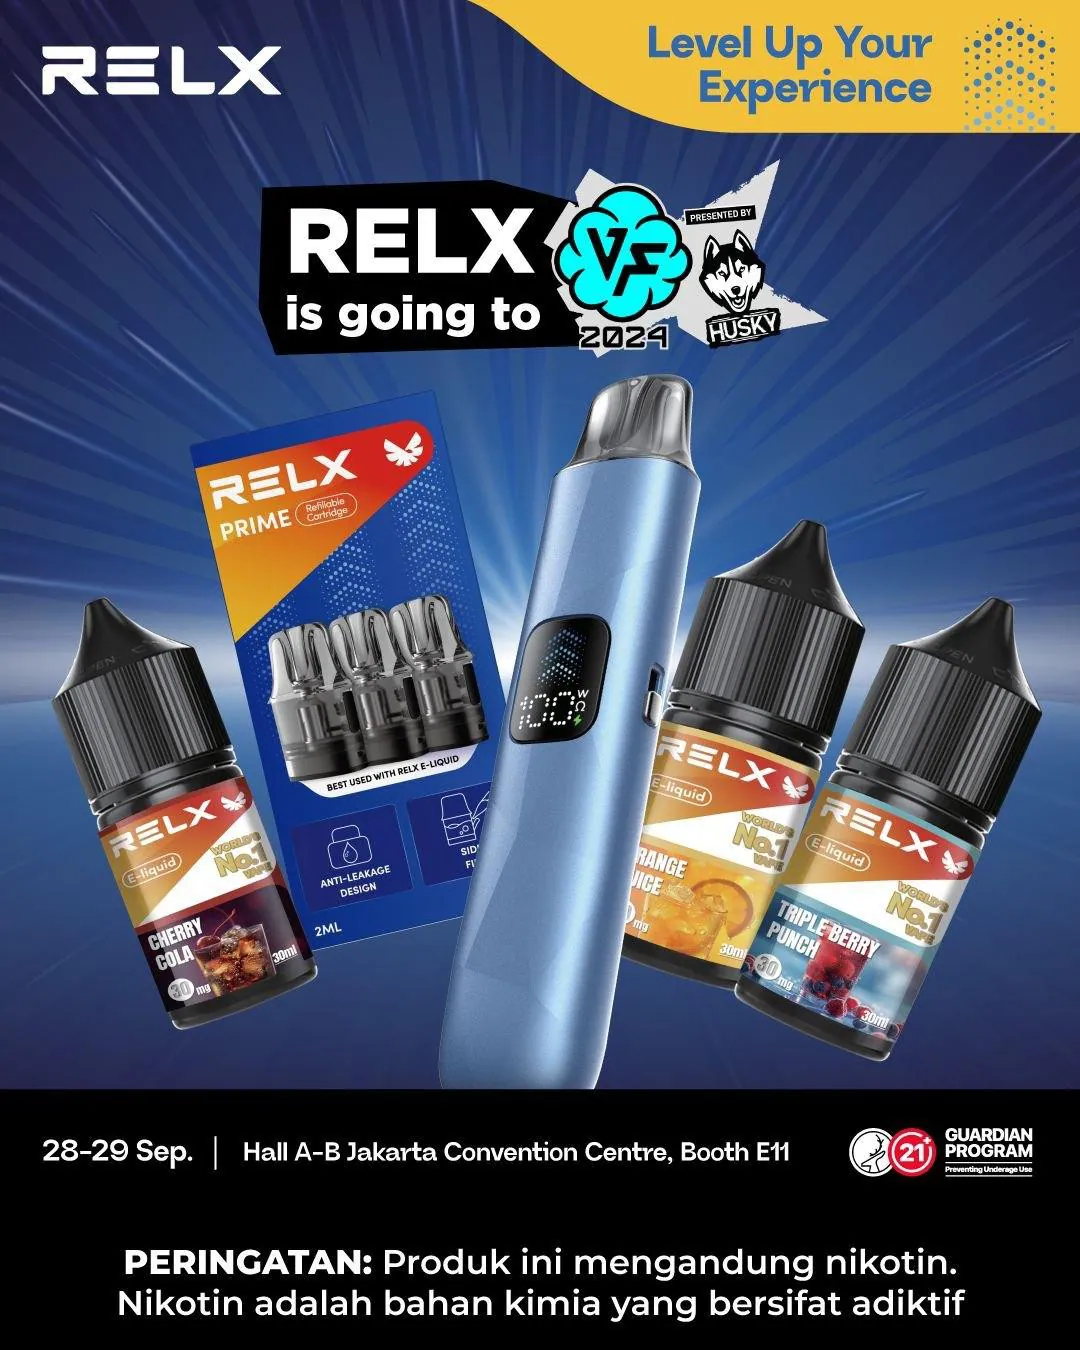 RELX
Level Up Your
Experience
RELX
is going to
VF
2024
PRESENTED BY
HUSKY
RELX
PRIME
Refillable
Cartridge
BEST USED WITH RELX E-LIQUID
ANTI-LEAKAGE
DESIGN
2ML
100
W
Ω
RELX
E-liquid
WORLD'S
No.1
VAPE
CHERRY
COLA
30 mg
30ml
RELX
E-liquid
WORLD'S
No.1
VAPE
RANGE
UICE
mg
30ml
RELX
E-liquid
WORLD'S
No.1
VAPE
TRIPLE BERRY
PUNCH
30 mg
30ml
28-29 Sep. | Hall A-B Jakarta Convention Centre, Booth E11
21+
GUARDIAN
PROGRAM
Preventing Underage Use
PERINGATAN: Produk ini mengandung nikotin.
Nikotin adalah bahan kimia yang bersifat adiktif